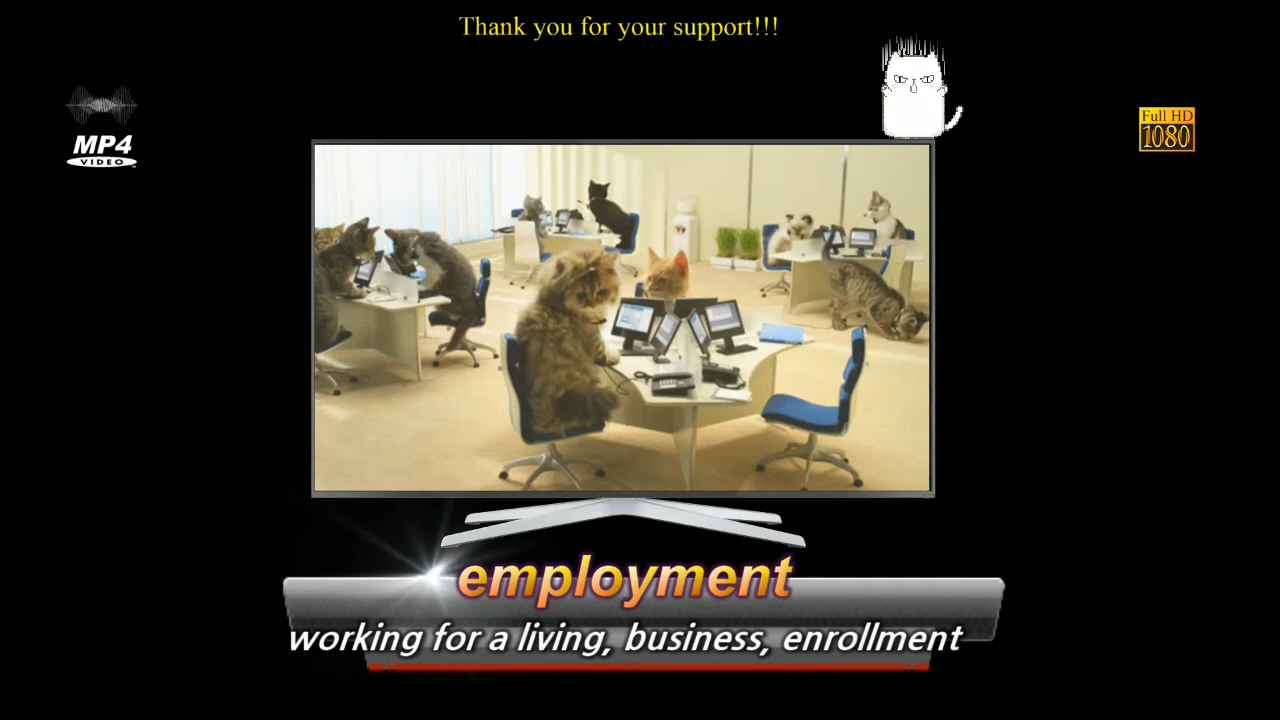 Thank you for your support!!!
MP4
VIDEO
Full HD
1080
employment
working for a living, business, enrollment